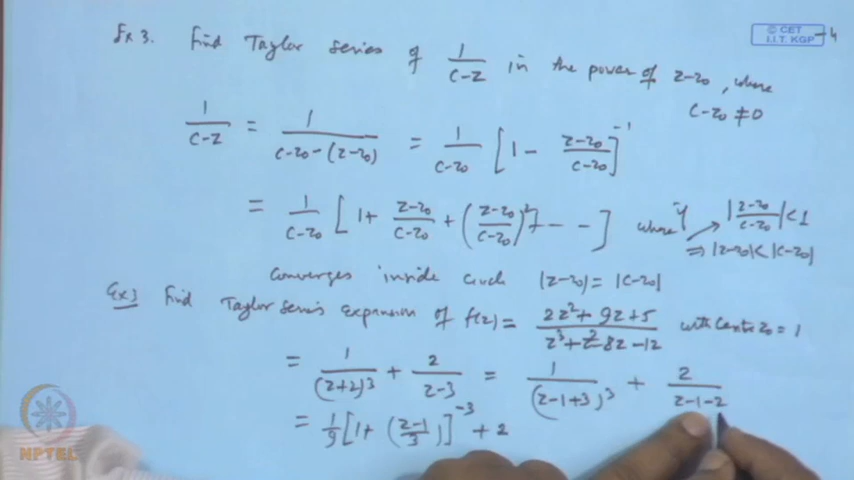 © CET
I.I.T. KGP
-4
Ex 3. Find Taylor series of 1/(c-z) in the power of z-z0, where
c-z0 ≠ 0
1/(c-z) = 1/(c-z0-(z-z0)) = 1/(c-z0) [1 - (z-z0)/(c-z0)]^-1
= 1/(c-z0) [1 + (z-z0)/(c-z0) + ((z-z0)/(c-z0))^2 + - - ] where if |(z-z0)/(c-z0)| < 1
⇒ |z-z0| < |c-z0|
converges inside circle |z-z0| = |c-z0|
Ex3 Find Taylor series expansion of f(z) = (2z^2+9z+5)/(z^3+z^2-8z-12) with centre z0 = 1
= 1/(z+2)^3 + 2/(z-3) = 1/(z-1+3)^3 + 2/(z-1-2)
= 1/9 [1 + ((z-1)/3)]^-3 + 2
NPTEL